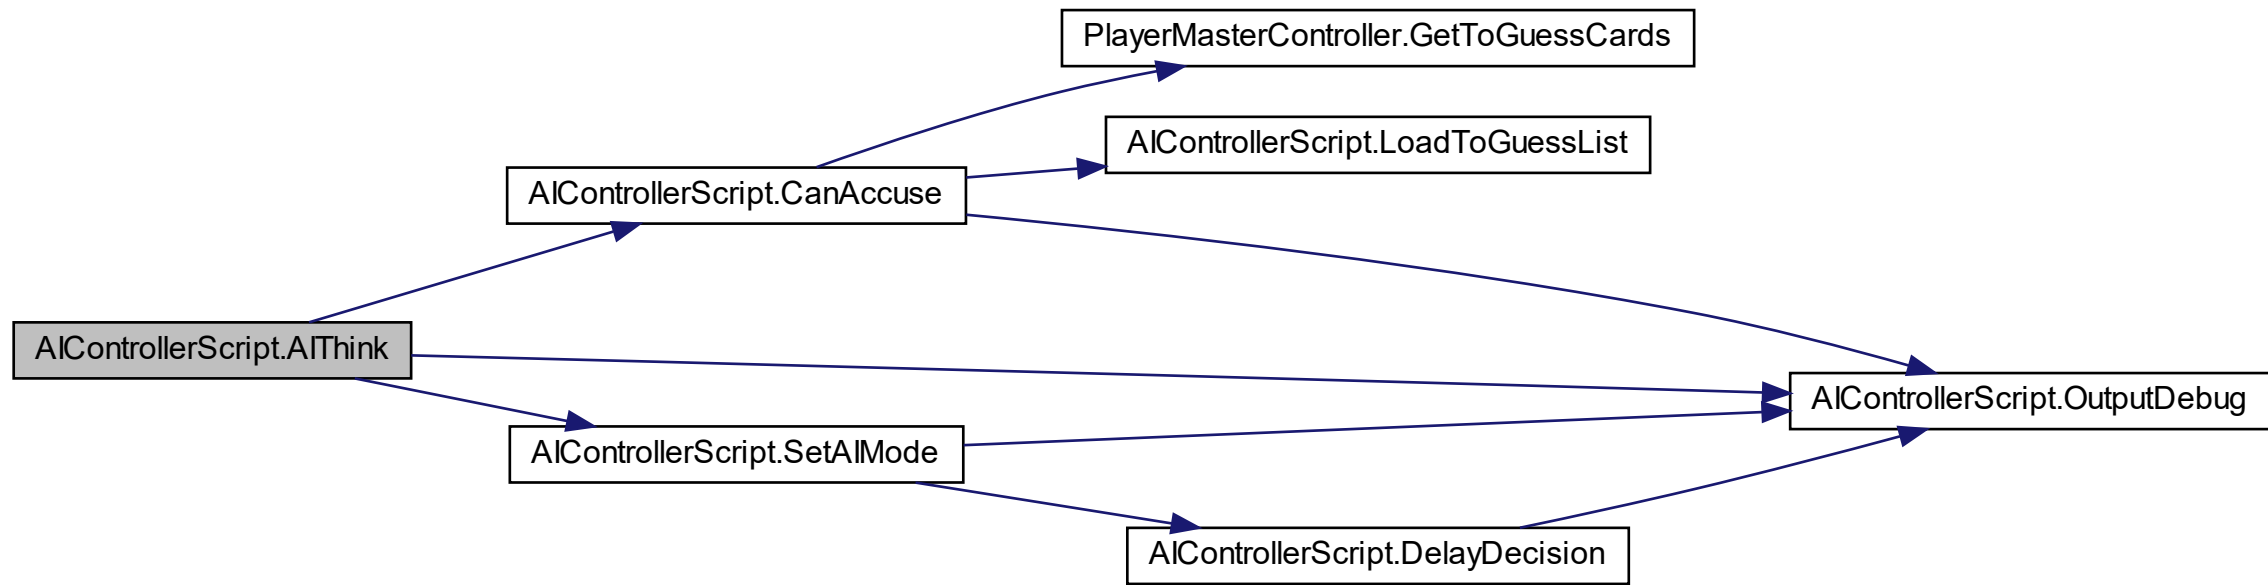 PlayerMasterController.GetToGuessCards
AIControllerScript.LoadToGuessList
AIControllerScript.CanAccuse
AIControllerScript.AIThink
AIControllerScript.OutputDebug
AIControllerScript.SetAIMode
AIControllerScript.DelayDecision